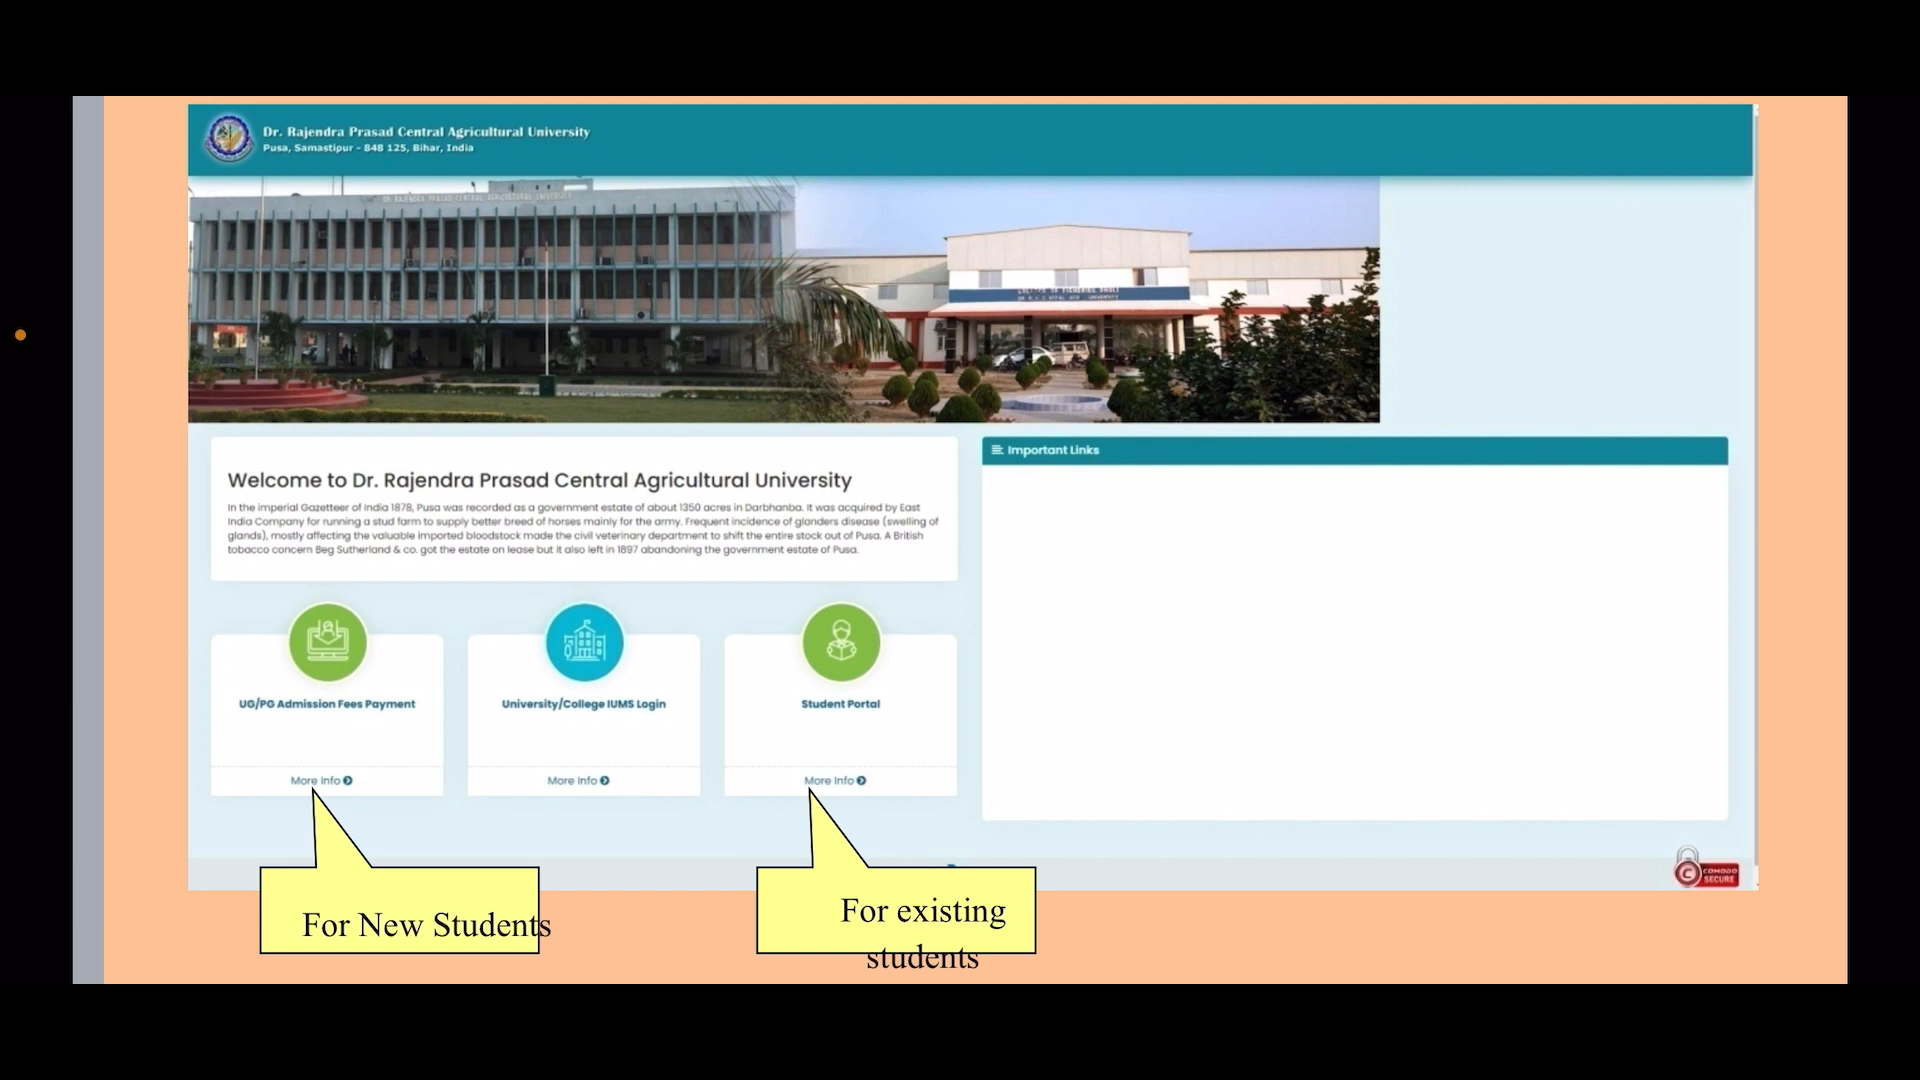 Dr. Rajendra Prasad Central Agricultural University
Pusa, Samastipur - 848 125, Bihar, India
DR. RAJENDRA PRASAD CENTRAL AGRICULTURAL UNIVERSITY
Welcome to Dr. Rajendra Prasad Central Agricultural University
In the imperial Gazetteer of India 1878, Pusa was recorded as a government estate of about 1350 acres in Darbhanba. It was acquired by East
India Company for running a stud farm to supply better breed of horses mainly for the army. Frequent incidence of glanders disease (swelling of
glands), mostly affecting the valuable imported bloodstock made the civil veterinary department to shift the entire stock out of Pusa. A British
tobacco concern Beg Sutherland & co. got the estate on lease but it also left in 1897 abandoning the government estate of Pusa.
Important Links
UG/PG Admission Fees Payment
More Info
University/College IUMS Login
More Info
Student Portal
More Info
For New Students
For existing
students
COMODO
SECURE